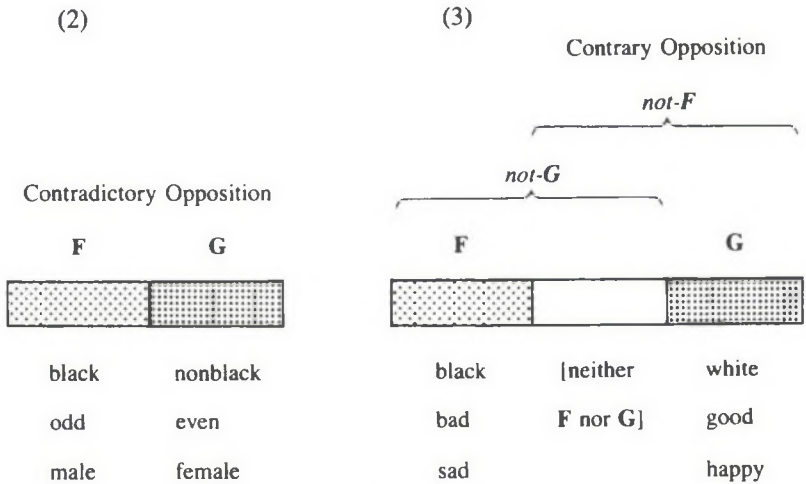 (2)
Contradictory Opposition
F G
black nonblack
odd even
male female
(3)
Contrary Opposition
not-F
not-G
F G
black [neither white
bad F nor G] good
sad happy